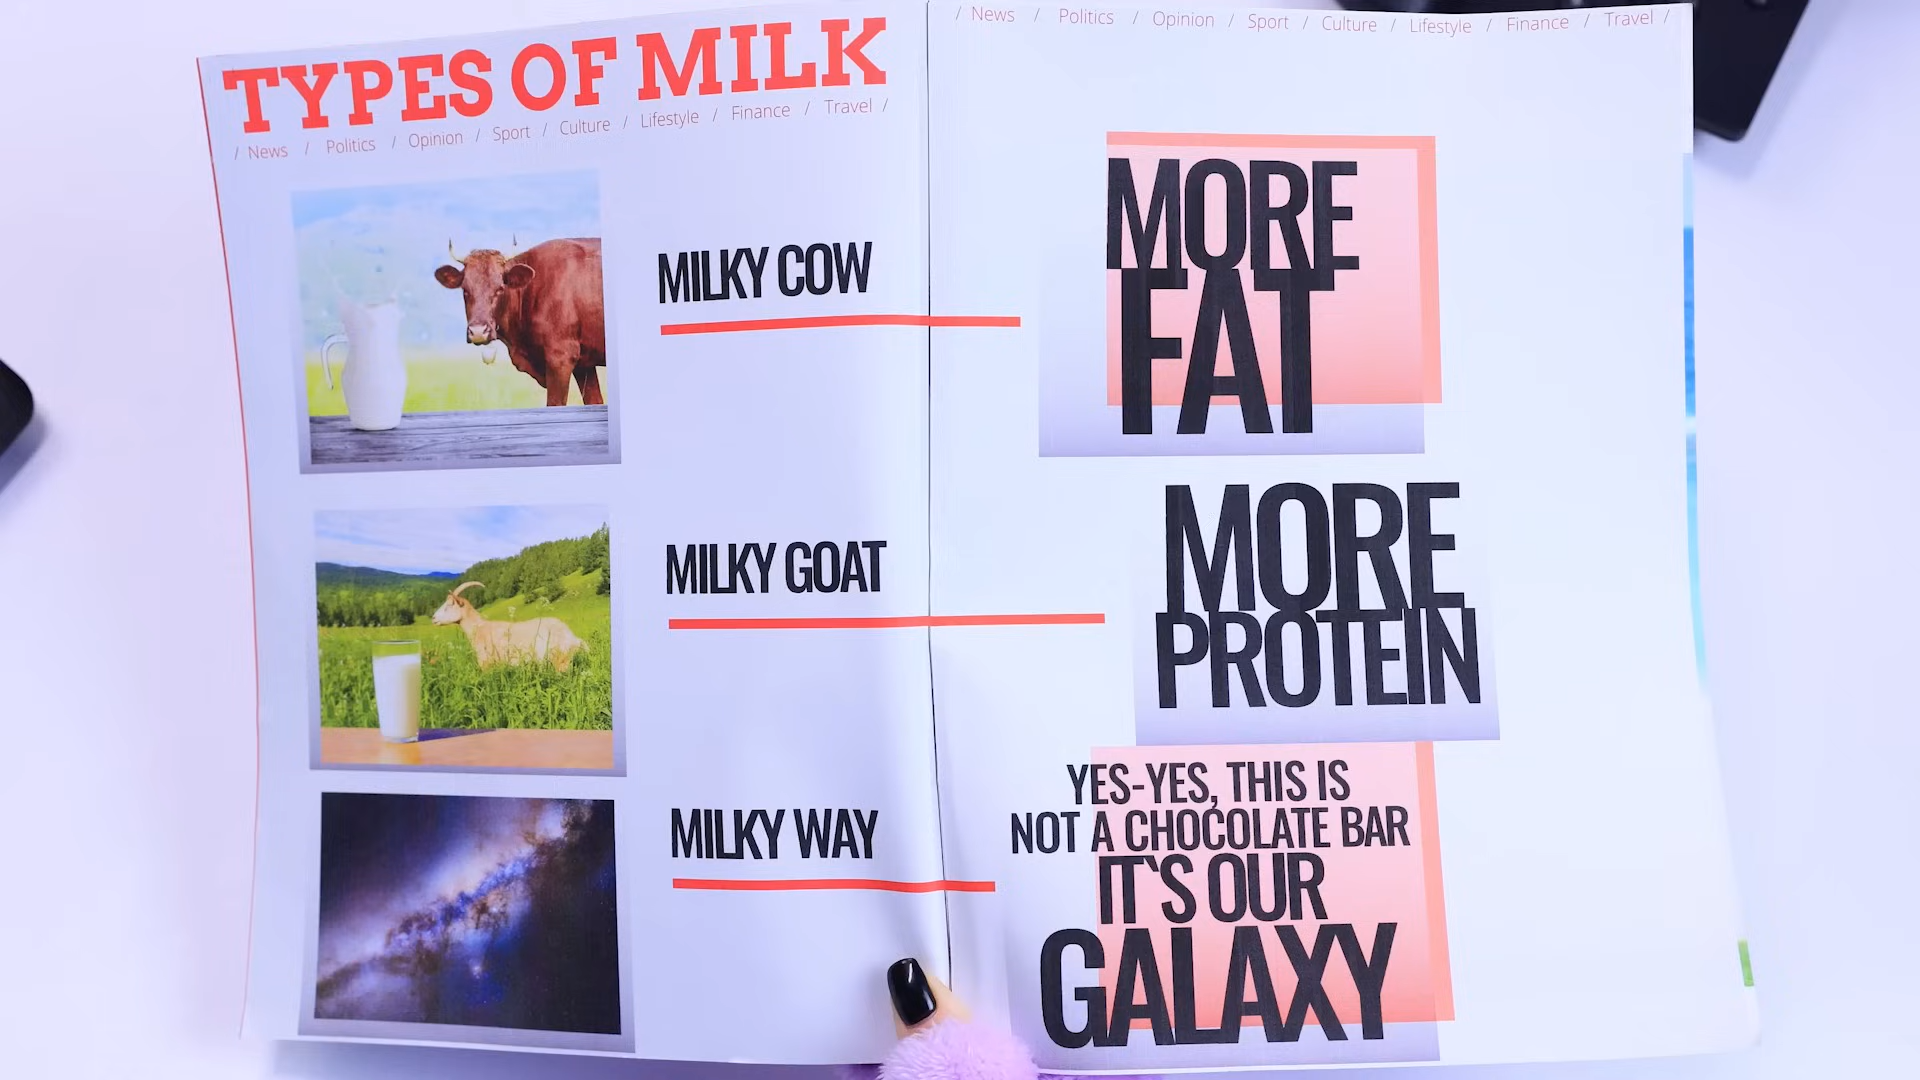 TYPES OF MILK
/ News / Politics / Opinion / Sport / Culture / Lifestyle / Finance / Travel /
MILKY COW
MILKY GOAT
MILKY WAY
/ News / Politics / Opinion / Sport / Culture / Lifestyle / Finance / Travel /
MORE
FAT
MORE
PROTEIN
YES-YES, THIS IS
NOT A CHOCOLATE BAR
IT`S OUR
GALAXY